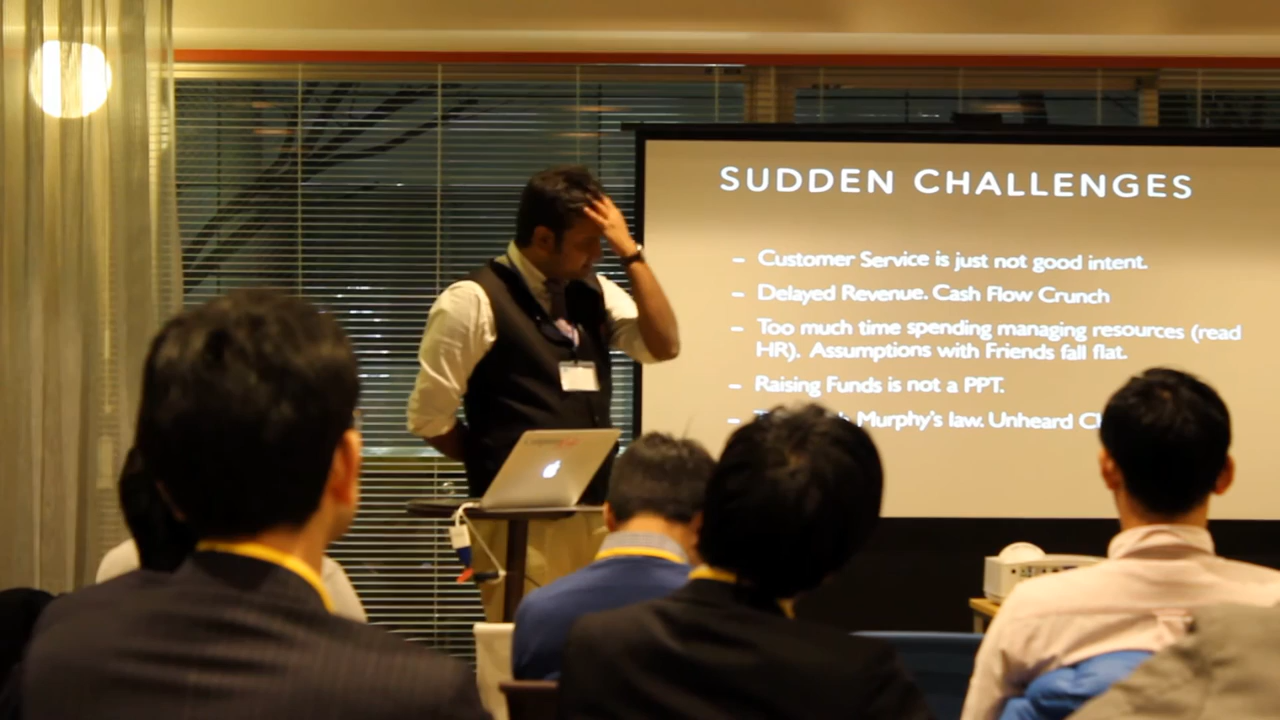 SUDDEN CHALLENGES
– Customer Service is just not good intent.
– Delayed Revenue. Cash Flow Crunch
– Too much time spending managing resources (read
HR). Assumptions with Friends fall flat.
– Raising Funds is not a PPT.
– Murphy's law. Unheard